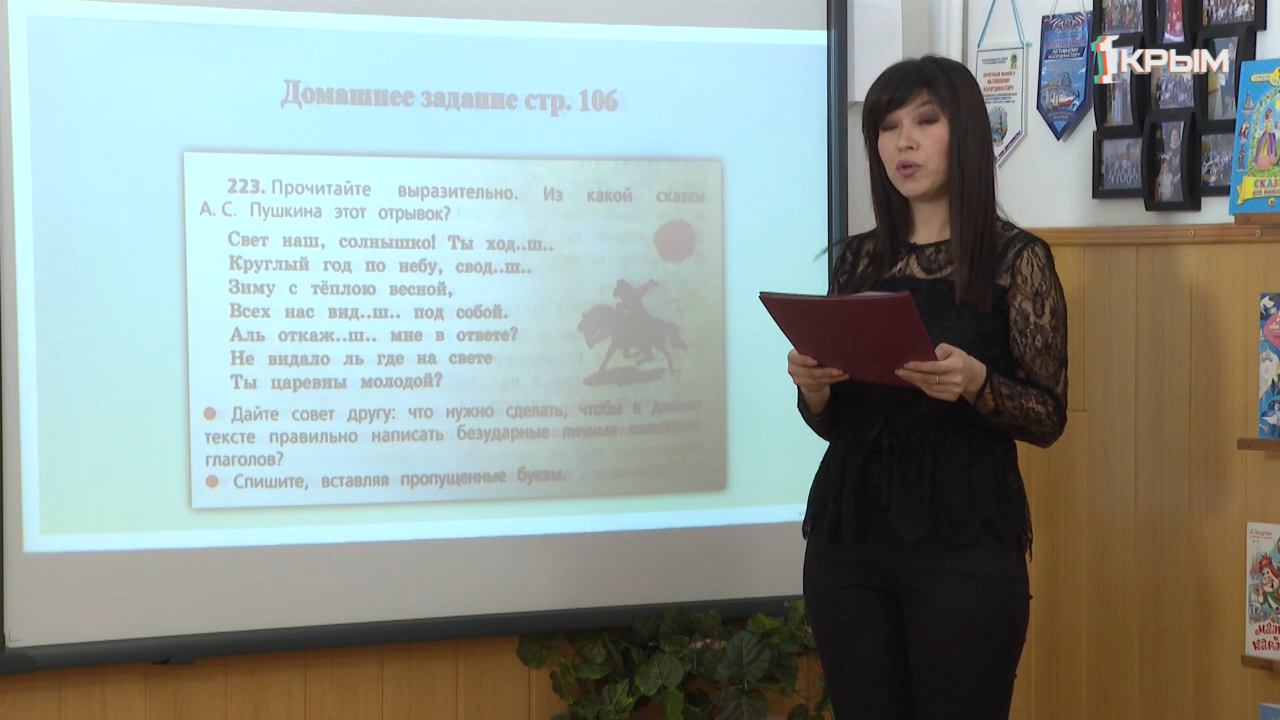 Домашнее задание стр. 106
223. Прочитайте выразительно. Из какой сказки
А. С. Пушкина этот отрывок?
Свет наш, солнышко! Ты ход..ш..
Круглый год по небу, свод..ш..
Зиму с тёплою весной,
Всех нас вид..ш.. под собой.
Аль откаж..ш.. мне в ответе?
Не видало ль где на свете
Ты царевны молодой?
Дайте совет другу: что нужно сделать, чтобы в данном
тексте правильно написать безударные личные окончания
глаголов?
Спишите, вставляя пропущенные буквы.
1КРЫМ
АКТИВНОМУ
КООРДИНАТОРУ